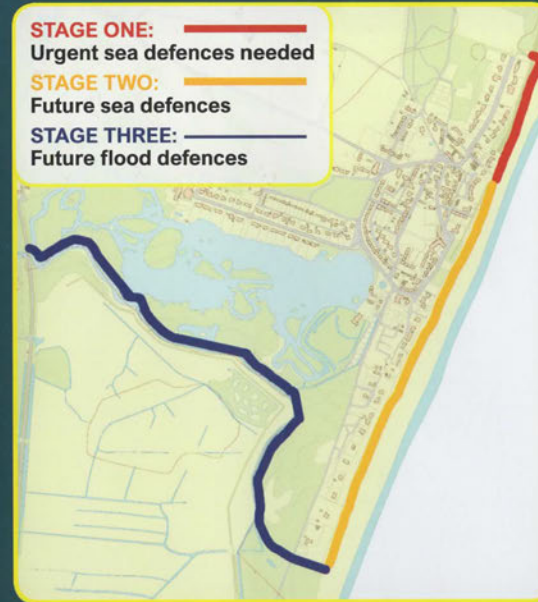 STAGE ONE:
Urgent sea defences needed
STAGE TWO:
Future sea defences
STAGE THREE:
Future flood defences